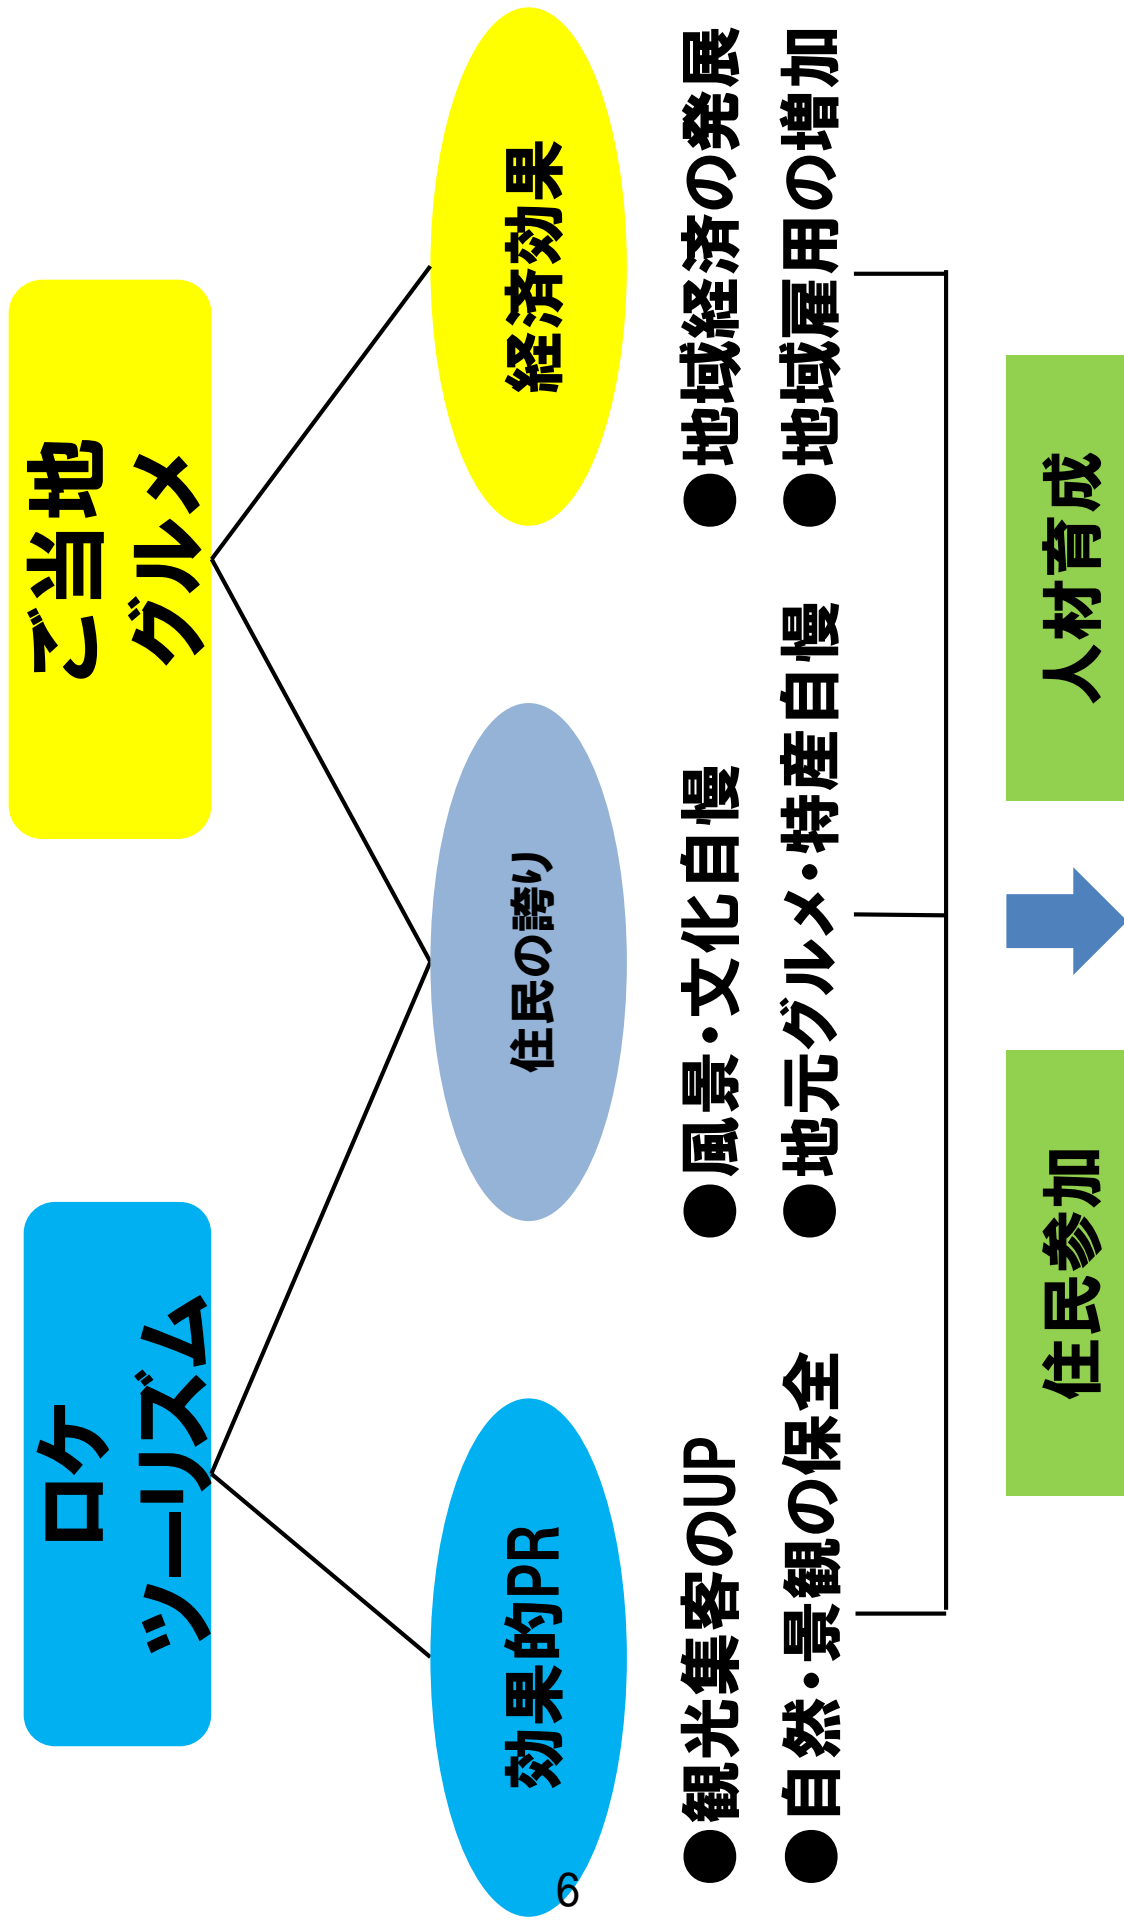 ロケ
ツーリズム
ご当地
グルメ
効果的PR
住民の誇り
経済効果
●観光集客のUP
●自然・景観の保全
●風景・文化自慢
●地元グルメ・特産自慢
●地域経済の発展
●地域雇用の増加
住民参加
人材育成
6